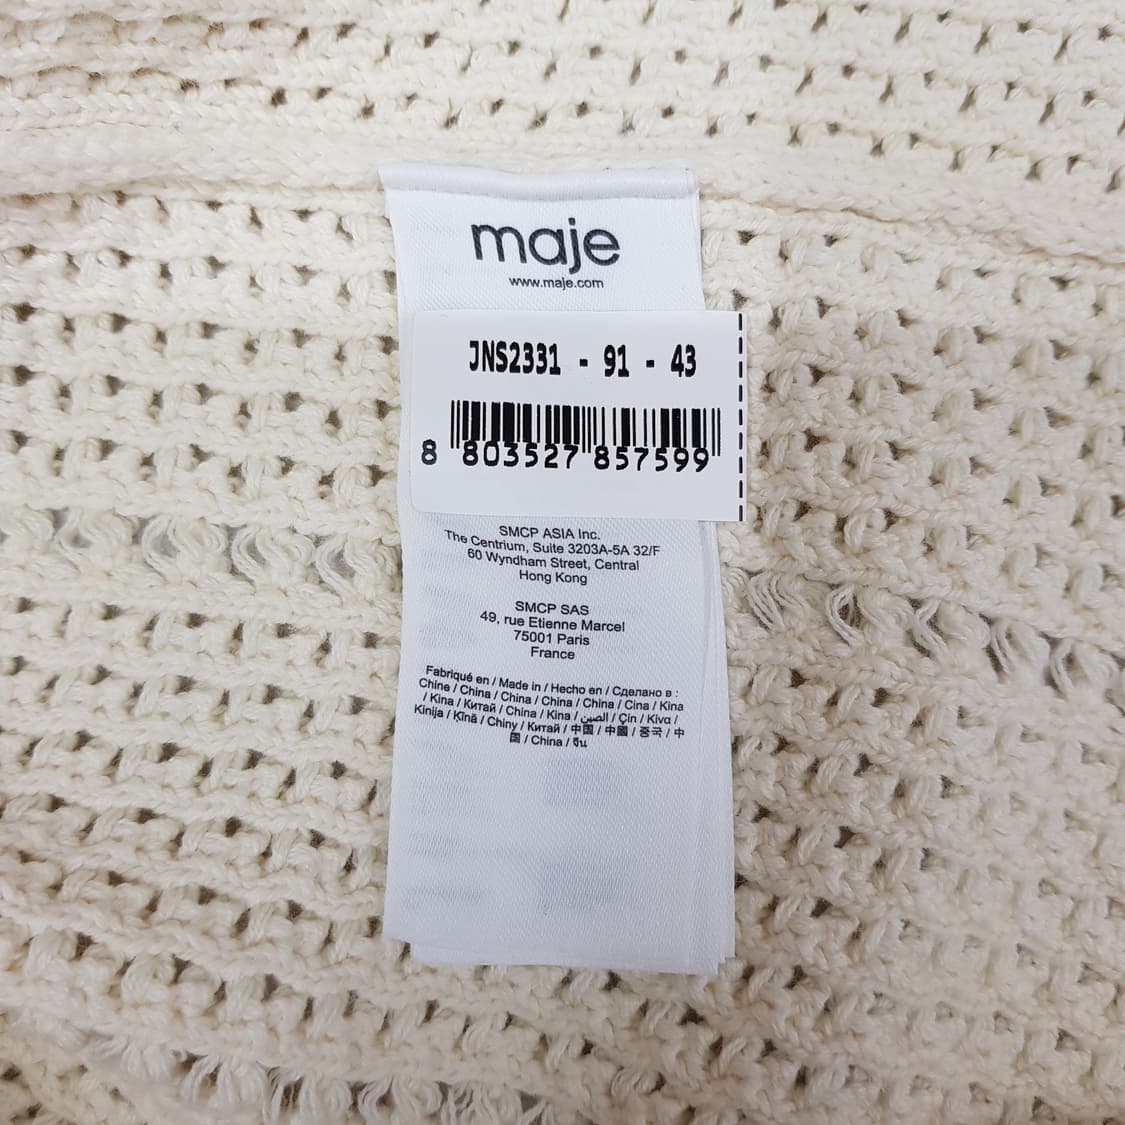 maje
www.maje.com
JNS2331 - 91 - 43
8 803527 857599
SMCP ASIA Inc.
The Centrium, Suite 3203A-5A 32/F
60 Wyndham Street, Central
Hong Kong
SMCP SAS
49, rue Etienne Marcel
75001 Paris
France
Fabriqué en / Made in / Hecho en / Сделано в :
Chine / China / China / China / China / Cina / Kina
/ Kina / Китай / China / Kina / الصين / Çin / Κίνα /
Kinija / Ķīnā / Chiny / Китай / 中国 / 中國 / 중국 / 中
国 / China / จีน